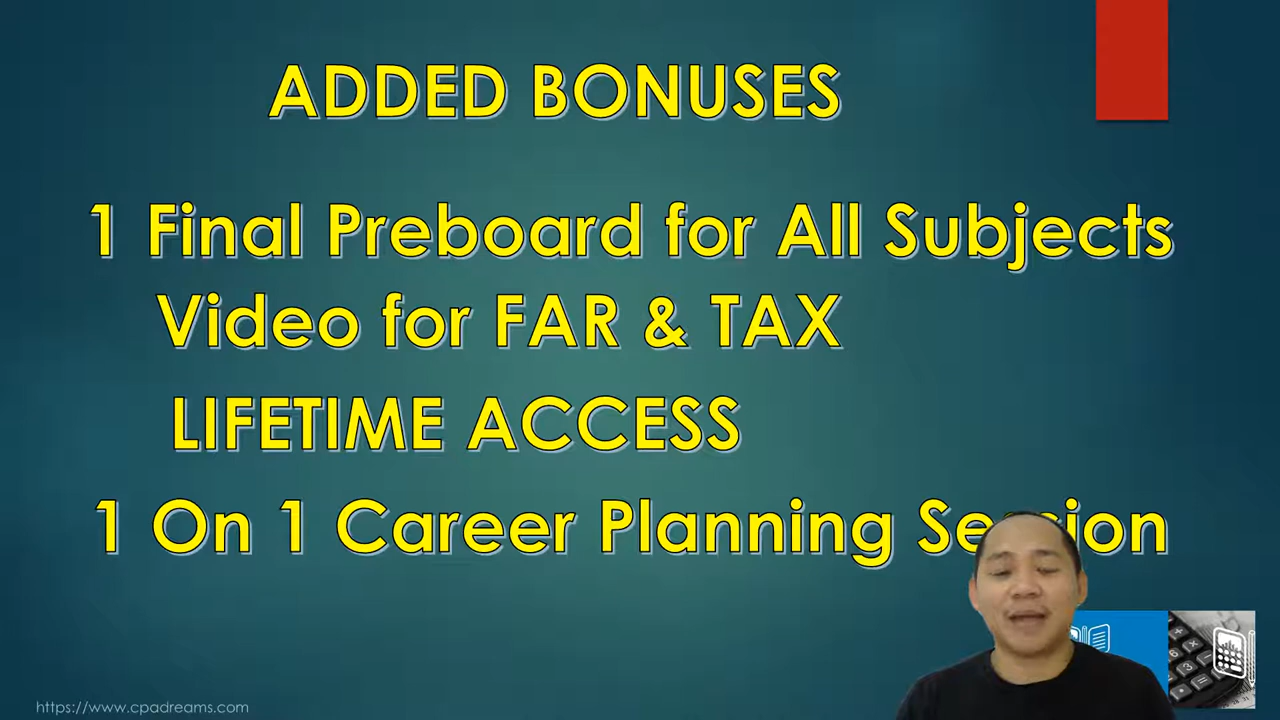 ADDED BONUSES
1 Final Preboard for All Subjects
Video for FAR & TAX
LIFETIME ACCESS
1 On 1 Career Planning Session
https://www.cpadreams.com